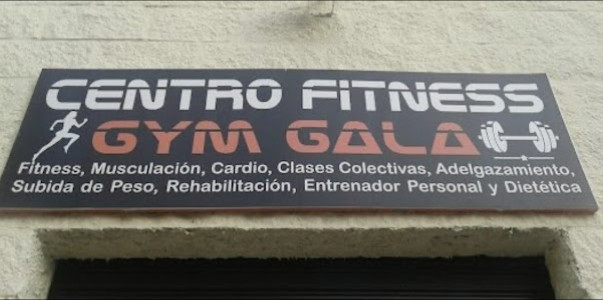 CENTRO FITNESS
GYM GALA
Fitness, Musculación, Cardio, Clases Colectivas, Adelgazamiento,
Subida de Peso, Rehabilitación, Entrenador Personal y Dietética